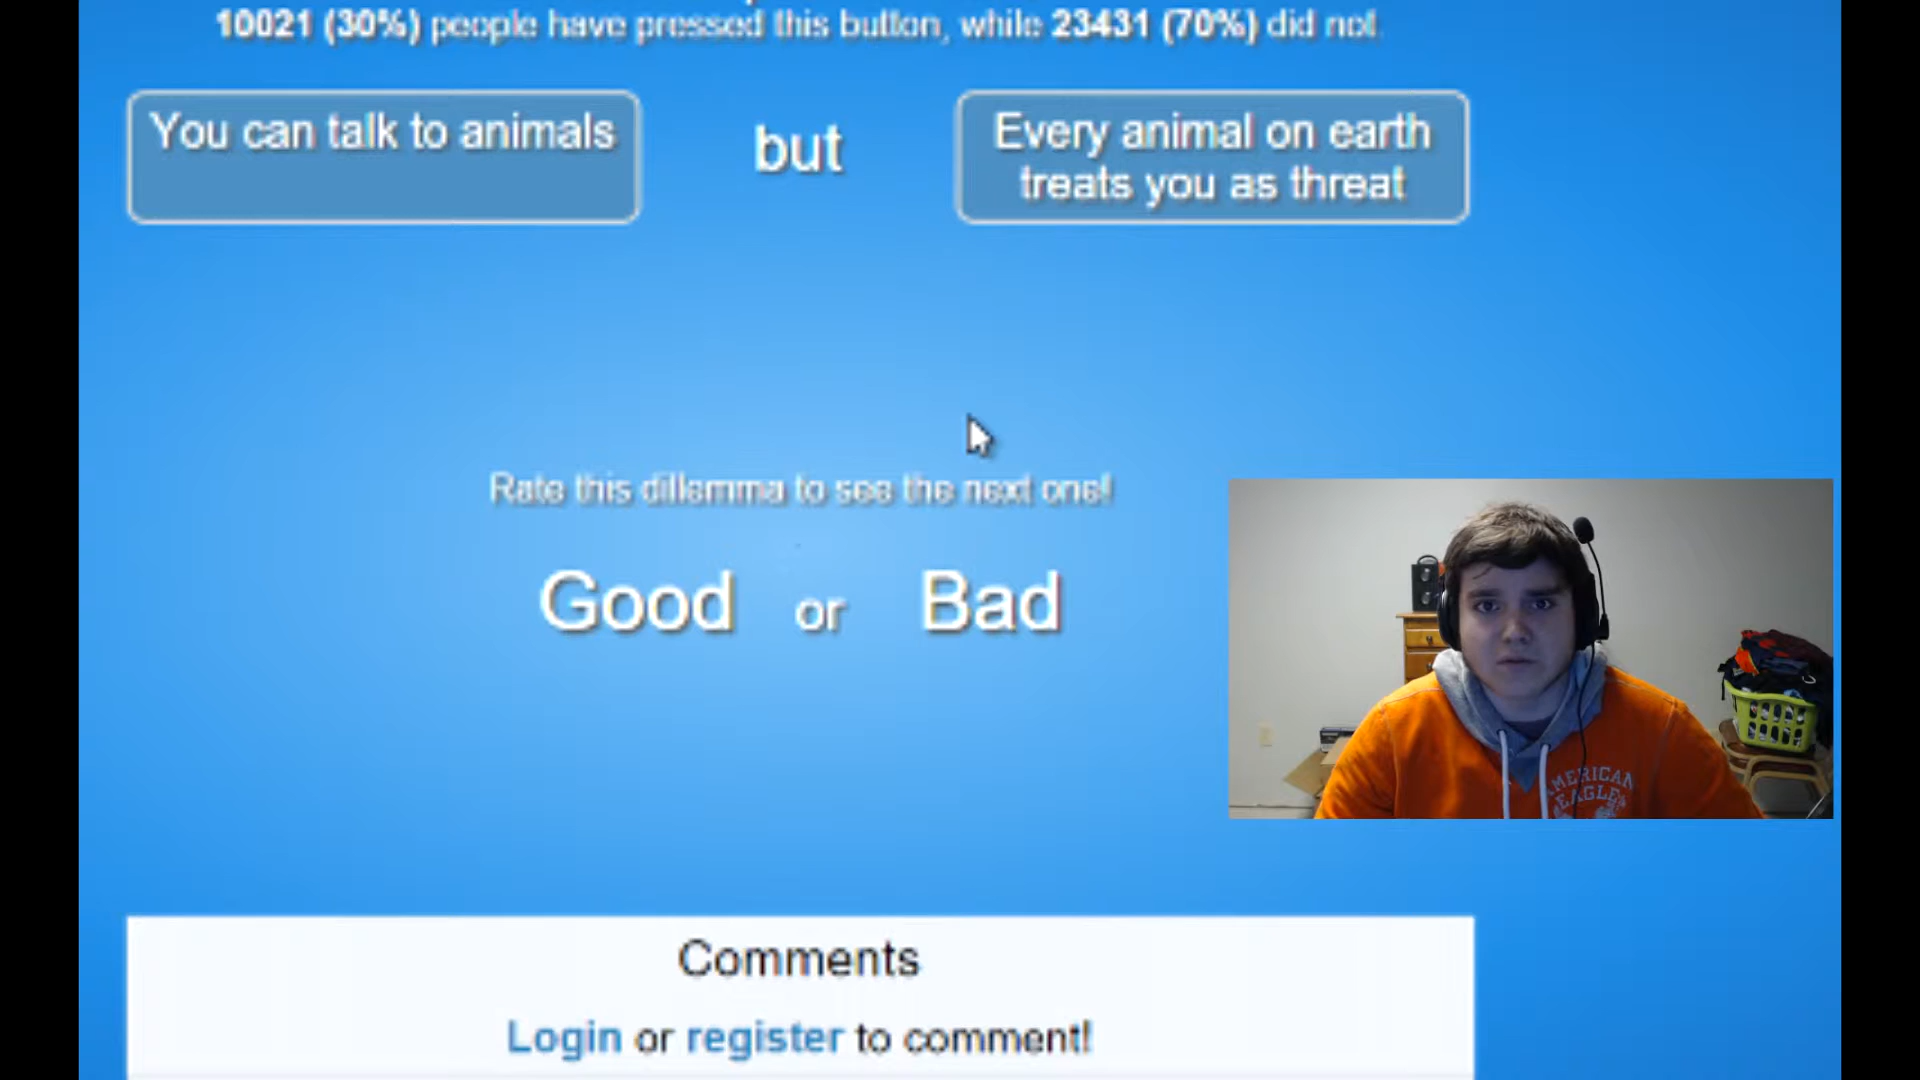 10021 (30%) people have pressed this button, while 23431 (70%) did not.
You can talk to animals
but
Every animal on earth
treats you as threat
Rate this dillemma to see the next one!
Good or Bad
AMERICAN
EAGLE
Comments
Login or register to comment!